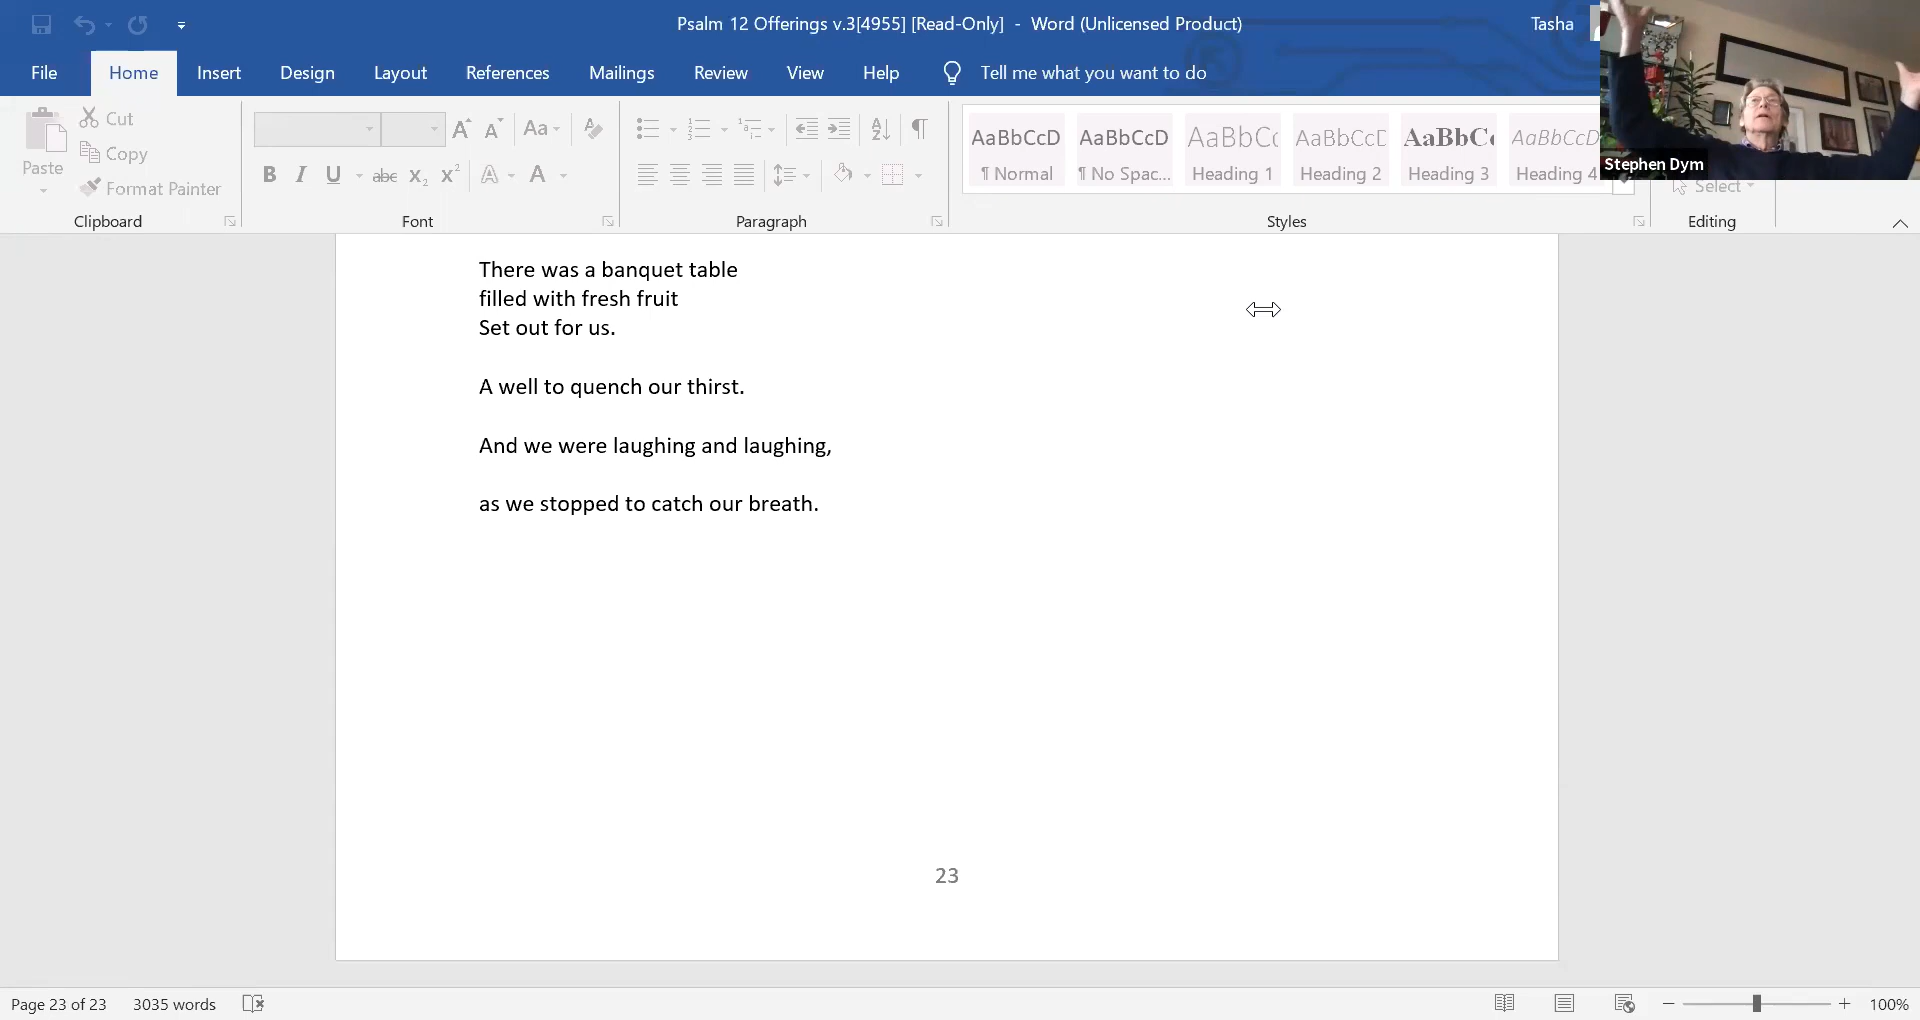 Psalm 12 Offerings v.3[4955] [Read-Only] - Word (Unlicensed Product)
Tasha
File Home Insert Design Layout References Mailings Review View Help Tell me what you want to do
Paste
Cut
Copy
Format Painter
Clipboard
Aa
B I U abc X₂ X²
A A
Font
Paragraph
AaBbCcD AaBbCcD AaBbCc AaBbCcD AaBbCc AaBbCcD
¶ Normal ¶ No Spac... Heading 1 Heading 2 Heading 3 Heading 4
Styles
Stephen Dym
Select
Editing
There was a banquet table
filled with fresh fruit
Set out for us.
A well to quench our thirst.
And we were laughing and laughing,
as we stopped to catch our breath.
23
Page 23 of 23 3035 words
100%